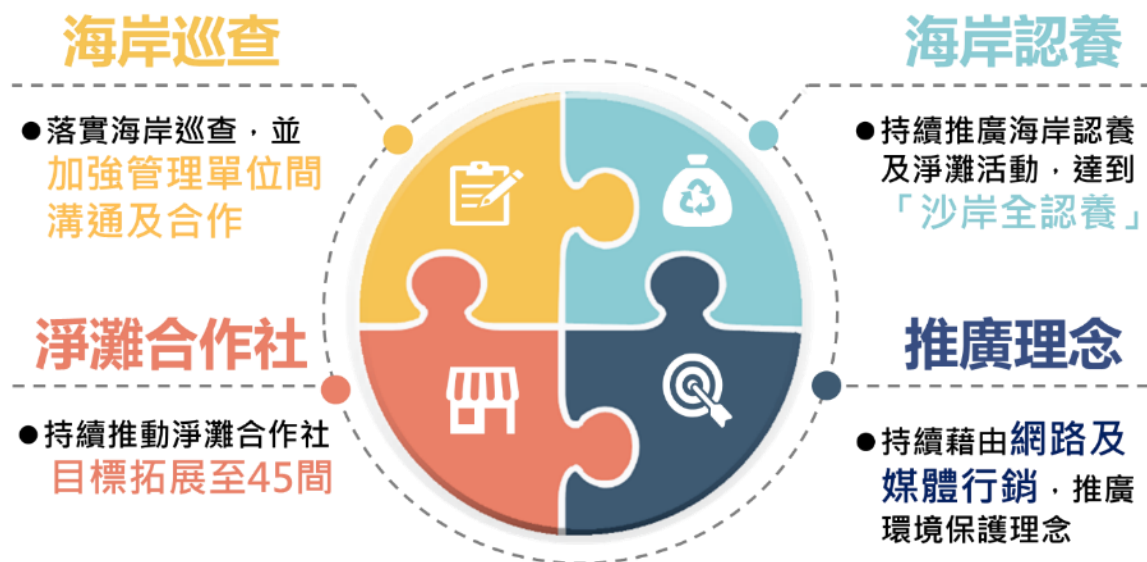 海岸巡查
●落實海岸巡查，並
加強管理單位間
溝通及合作
海岸認養
●持續推廣海岸認養
及淨灘活動，達到
「沙岸全認養」
淨灘合作社
●持續推動淨灘合作社
目標拓展至45間
推廣理念
●持續藉由網路及
媒體行銷，推廣
環境保護理念